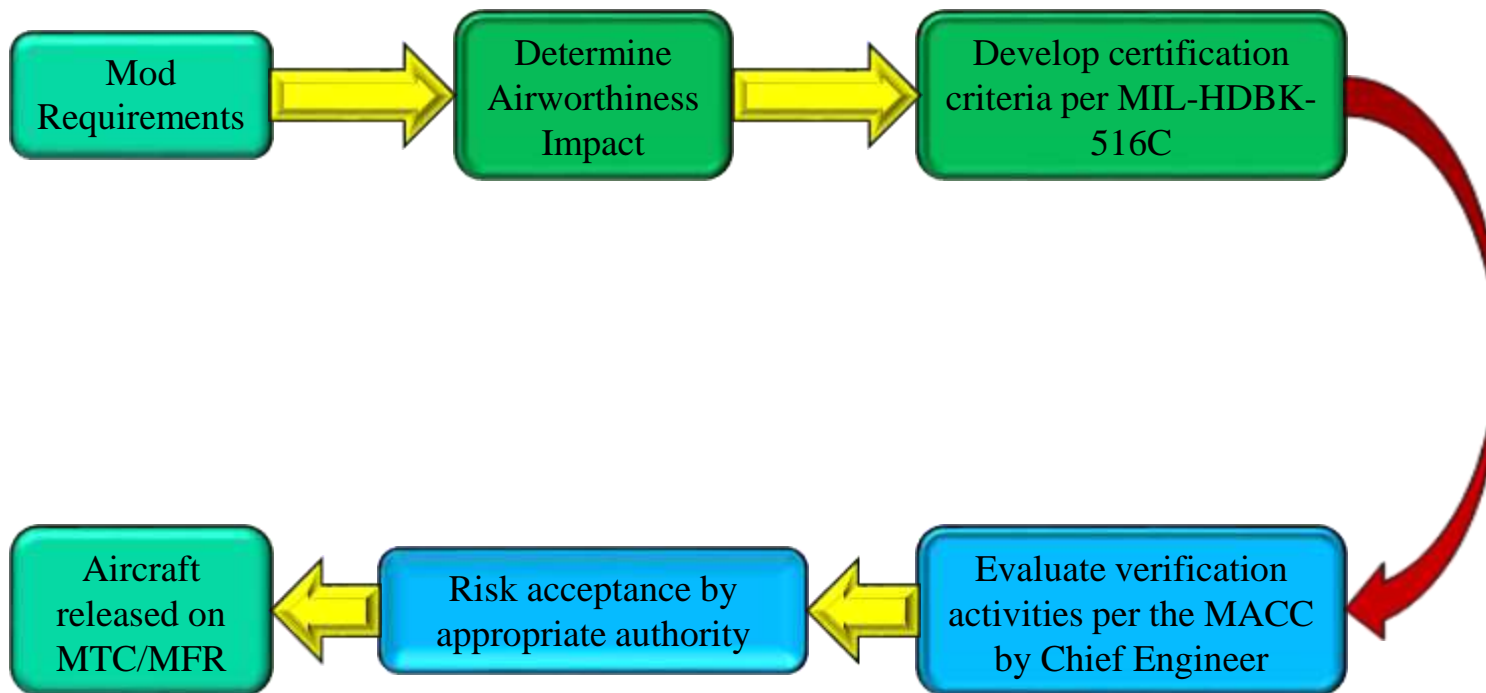 Mod
Requirements
Determine
Airworthiness
Impact
Develop certification
criteria per MIL-HDBK-
516C
Evaluate verification
activities per the MACC
by Chief Engineer
Risk acceptance by
appropriate authority
Aircraft
released on
MTC/MFR